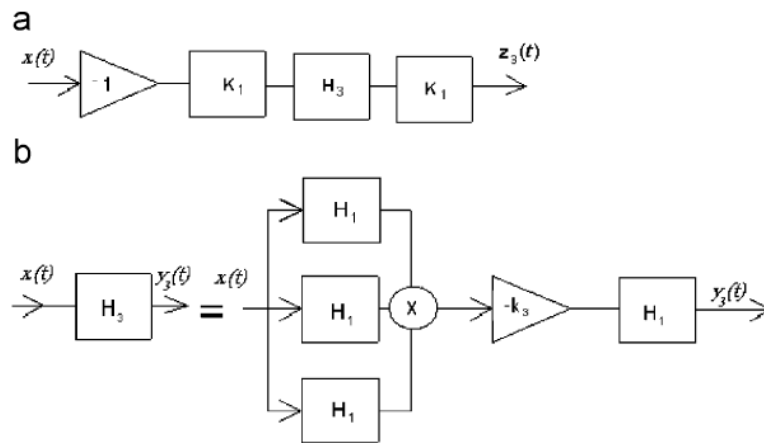 a
x(t) -1 K₁ H₃ K₁ z₃(t)
b
H₁
x(t) H₃ y₃(t) = x(t) H₁ X -k₃ H₁ y₃(t)
H₁